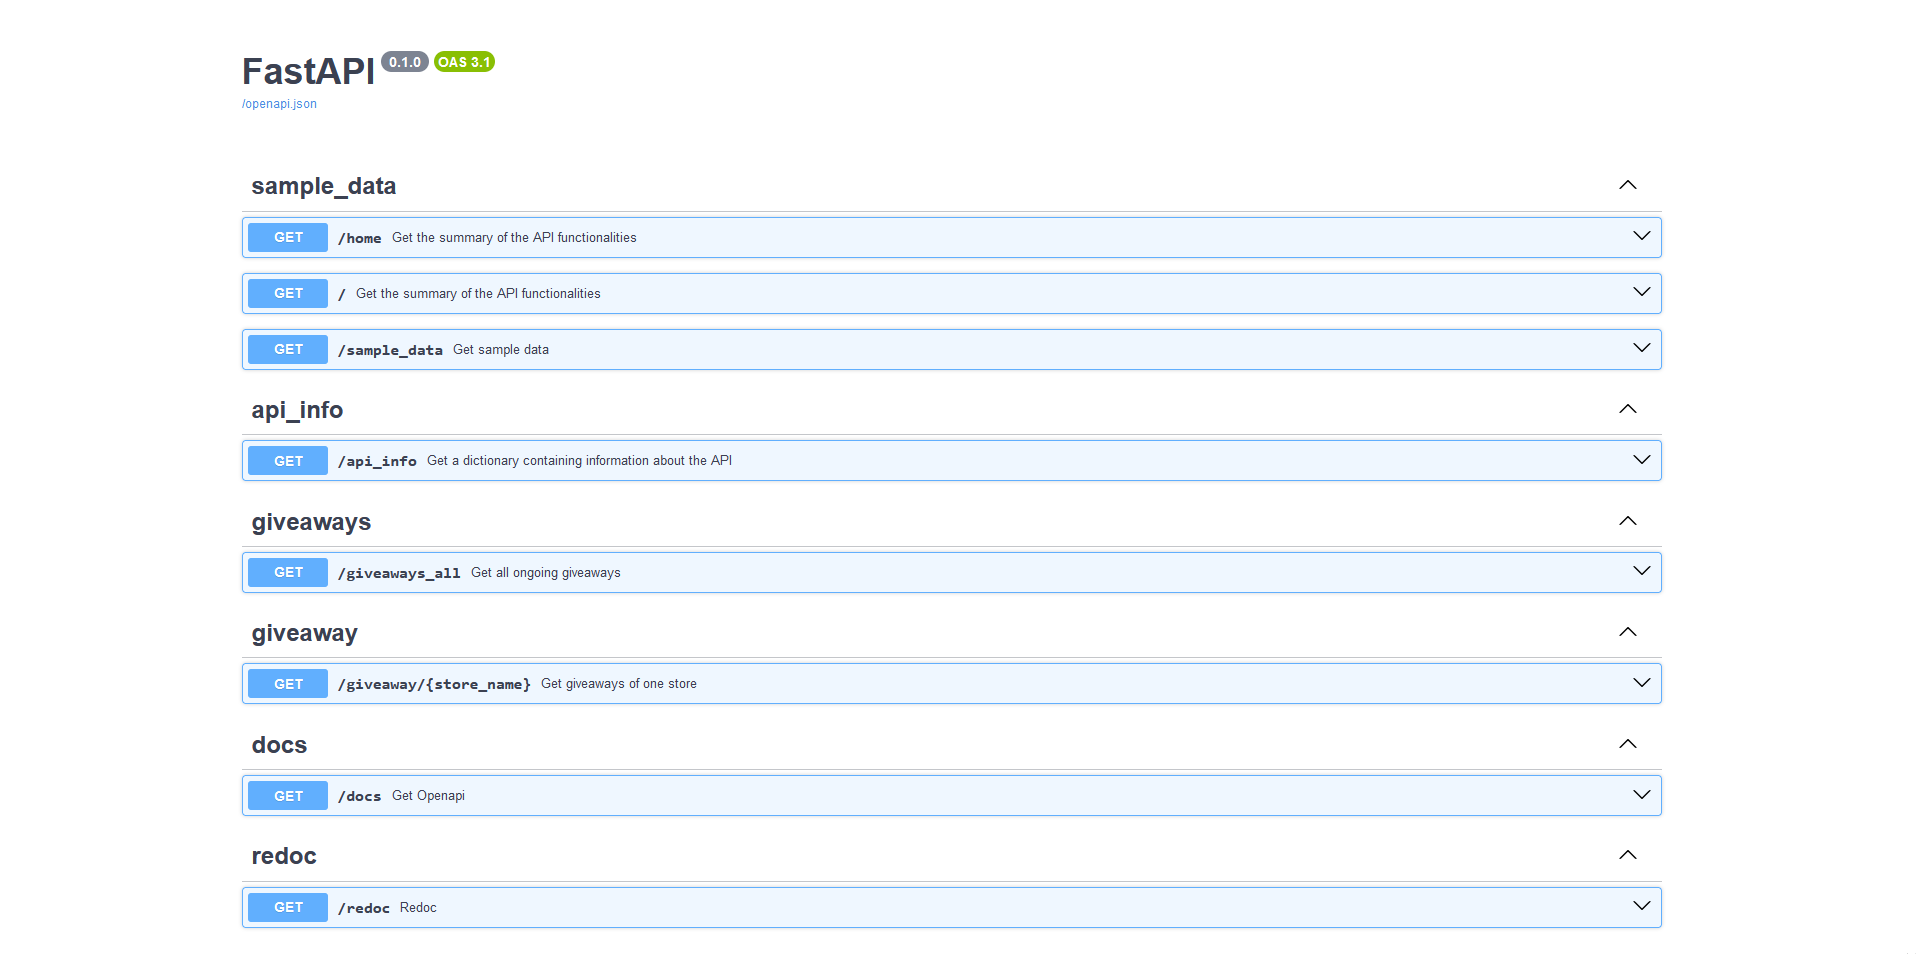 FastAPI 0.1.0 OAS 3.1
/openapi.json
sample_data
GET /home Get the summary of the API functionalities
GET / Get the summary of the API functionalities
GET /sample_data Get sample data
api_info
GET /api_info Get a dictionary containing information about the API
giveaways
GET /giveaways_all Get all ongoing giveaways
giveaway
GET /giveaway/{store_name} Get giveaways of one store
docs
GET /docs Get Openapi
redoc
GET /redoc Redoc